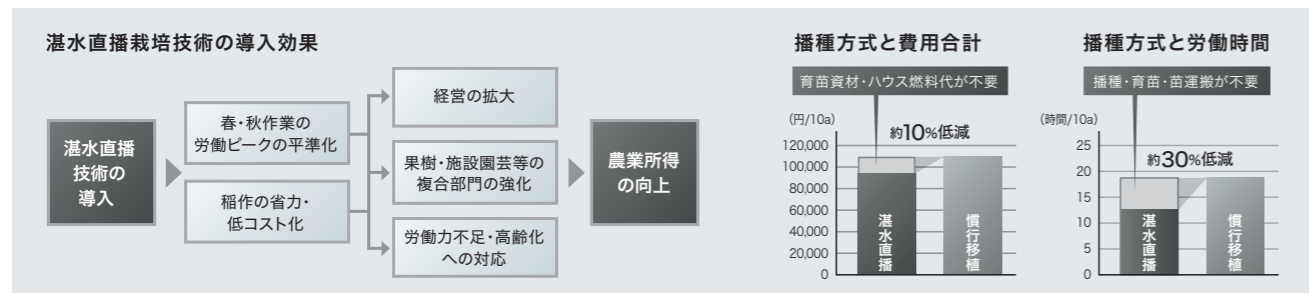 湛水直播栽培技術の導入効果
湛水直播
技術の
導入
春・秋作業の
労働ピークの平準化
稲作の省力・
低コスト化
経営の拡大
果樹・施設園芸等の
複合部門の強化
労働力不足・高齢化
への対応
農業所得
の向上
播種方式と費用合計
育苗資材・ハウス燃料代が不要
(円/10a)
約10%低減
120,000
100,000
80,000
60,000
40,000
20,000
0
湛水直播
慣行移植
播種方式と労働時間
播種・育苗・苗運搬が不要
(時間/10a)
約30%低減
25
20
15
10
5
0
湛水直播
慣行移植